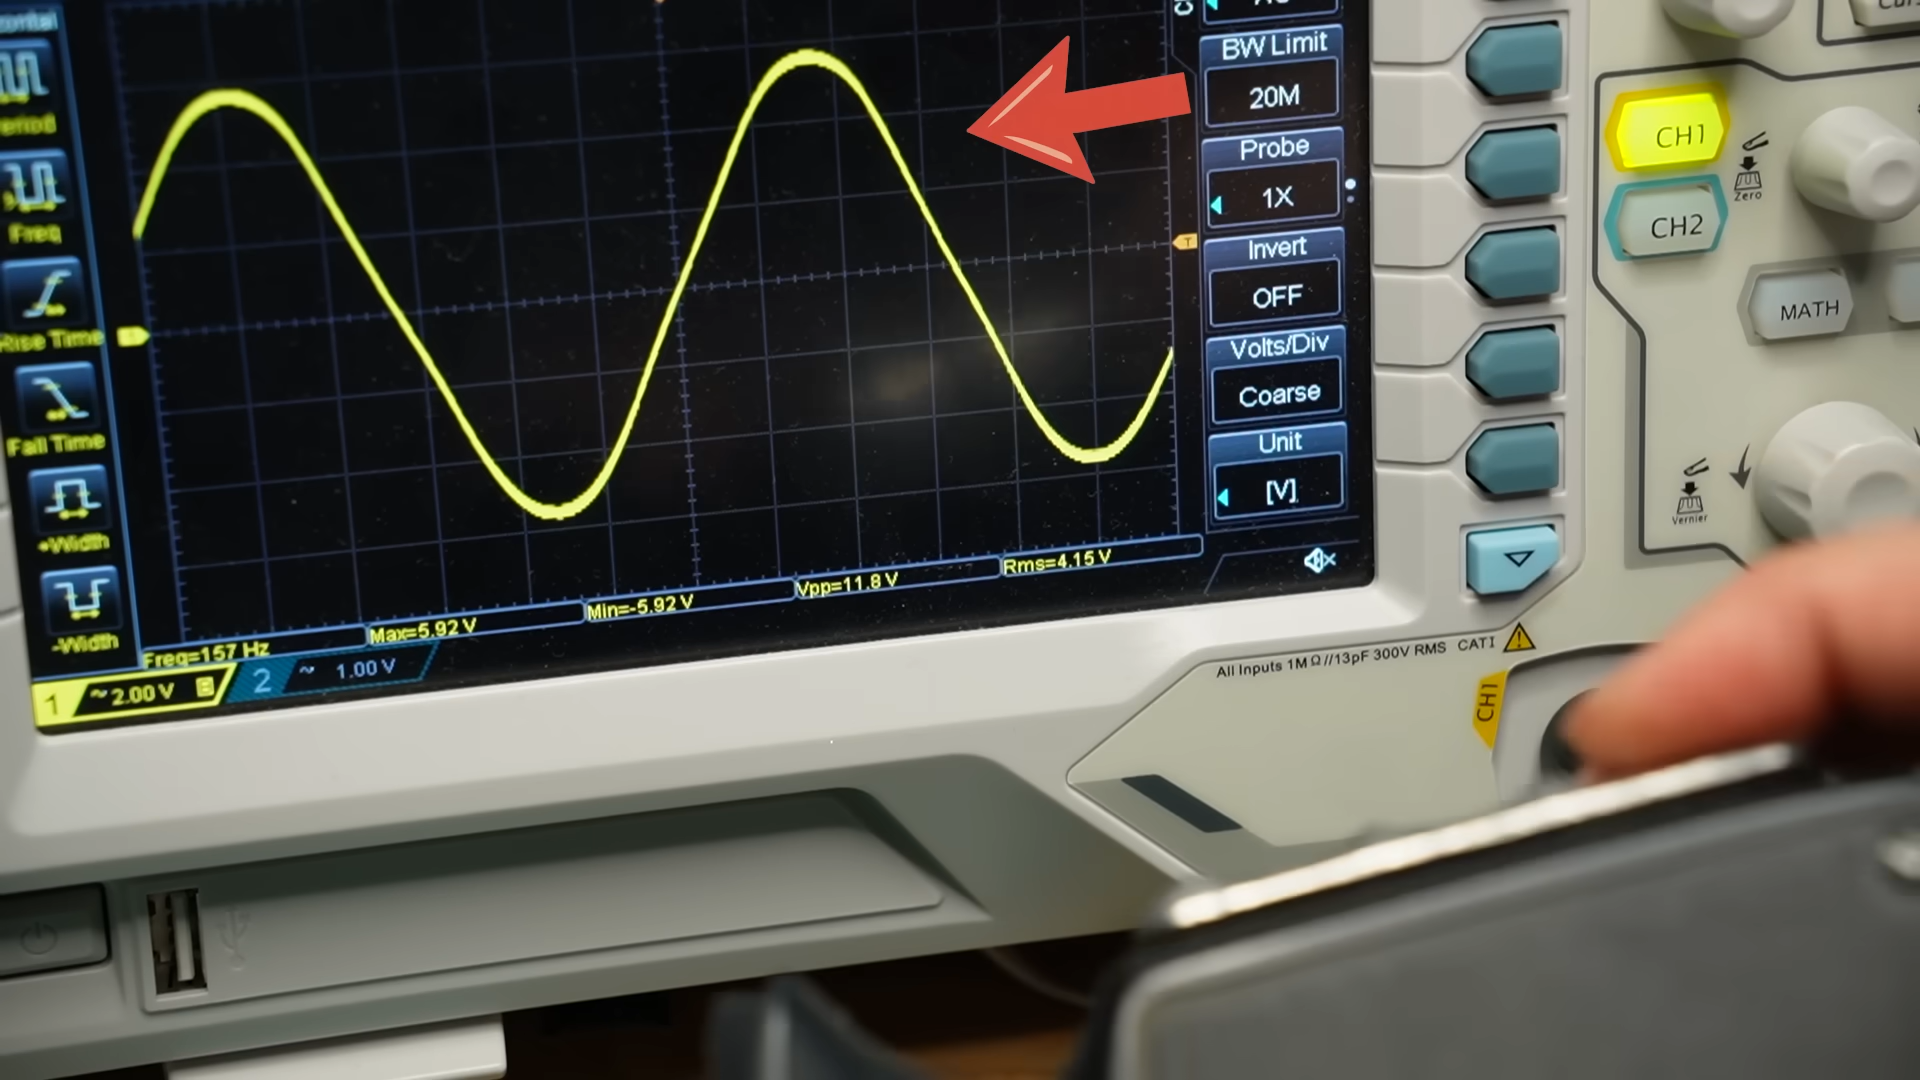 Freq
Rise Time
Fall Time
+Width
-Width
Freq=157 Hz
Max=5.92 V
Min=-5.92 V
Vpp=11.8 V
Rms=4.15 V
1 ~ 2.00 V B
2 ~ 1.00 V
BW Limit
20M
Probe
1X
Invert
OFF
Volts/Div
Coarse
Unit
[V]
T
CH1
CH2
Zero
MATH
Vernier
All Inputs 1MΩ//13pF 300V RMS CATI
CH1